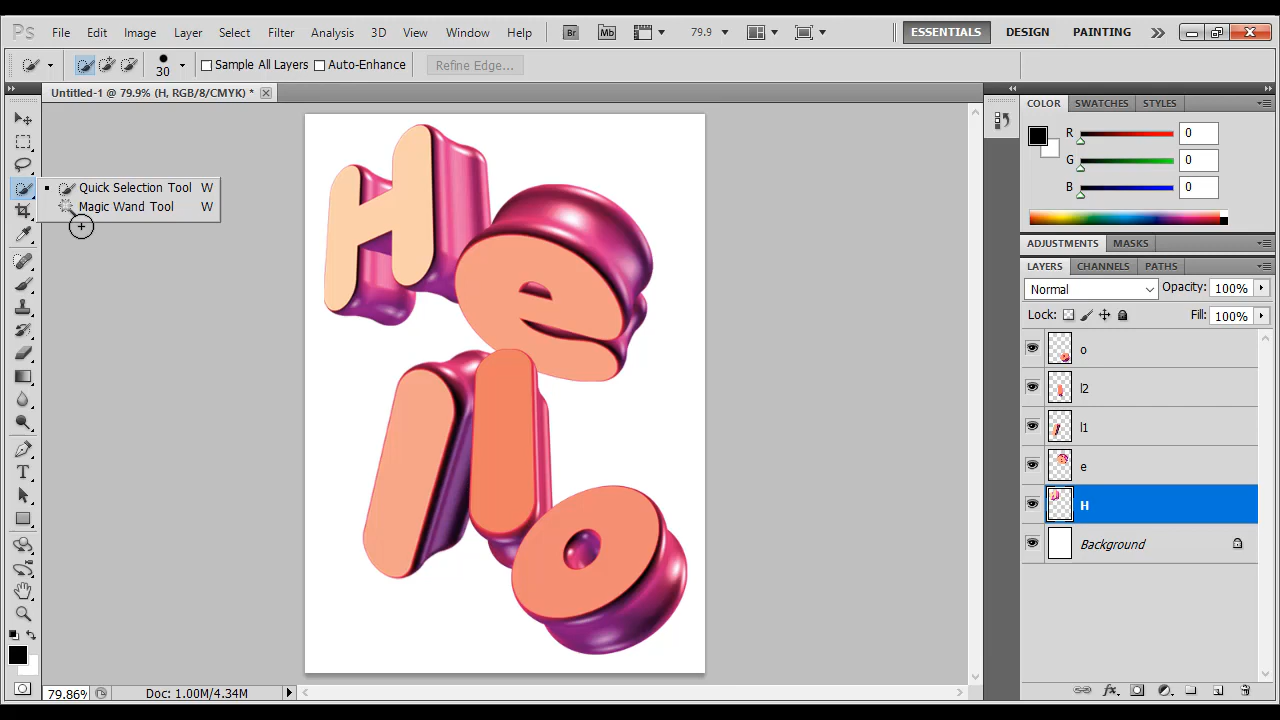 Ps File Edit Image Layer Select Filter Analysis 3D View Window Help Br Mb 79.9 ESSENTIALS DESIGN PAINTING
30 Sample All Layers Auto-Enhance Refine Edge...
Untitled-1 @ 79.9% (H, RGB/8/CMYK) *
Quick Selection Tool W
Magic Wand Tool W
T
Hello
COLOR SWATCHES STYLES
R 0
G 0
B 0
ADJUSTMENTS MASKS
LAYERS CHANNELS PATHS
Normal Opacity: 100%
Lock: Fill: 100%
o
l2
l1
e
H
Background
79.86% Doc: 1.00M/4.34M
fx